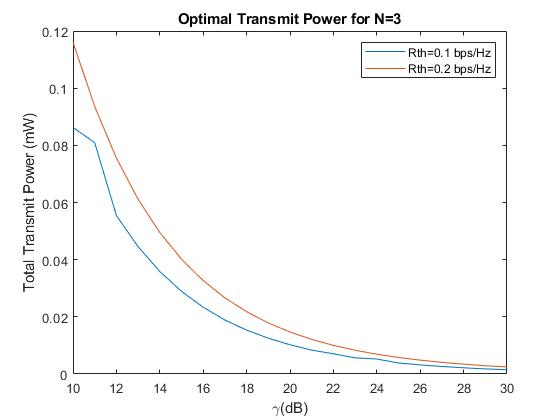 Optimal Transmit Power for N=3
Rth=0.1 bps/Hz
Rth=0.2 bps/Hz
Total Transmit Power (mW)
0.12
0.1
0.08
0.06
0.04
0.02
0
10 12 14 16 18 20 22 24 26 28 30
γ(dB)